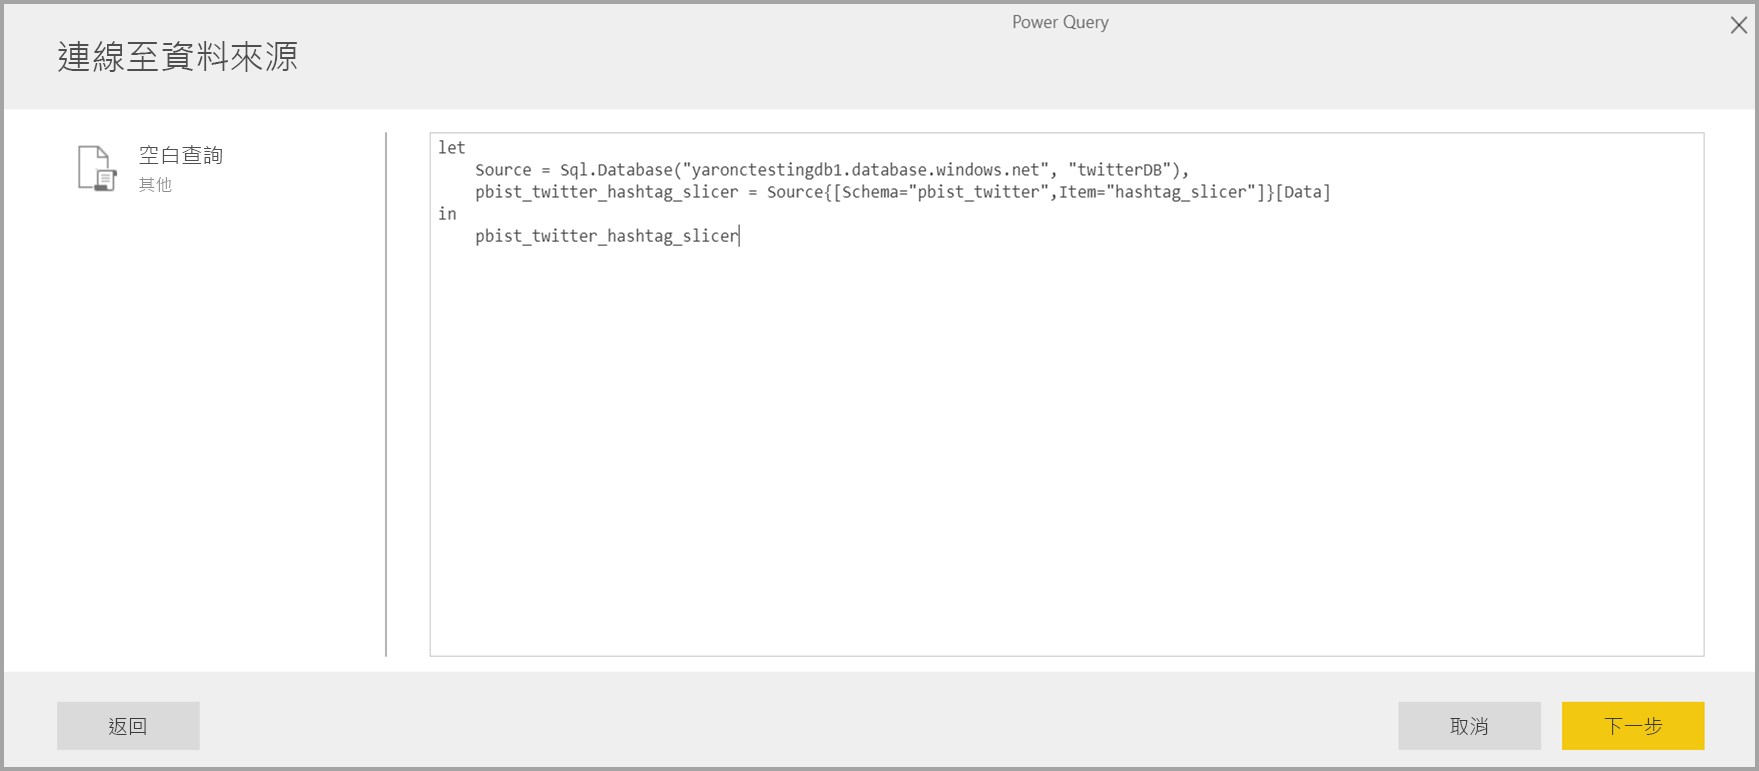 Power Query
連線至資料來源
空白查詢
其他
let
    Source = Sql.Database("yaronctestingdb1.database.windows.net", "twitterDB"),
    pbist_twitter_hashtag_slicer = Source{[Schema="pbist_twitter",Item="hashtag_slicer"]}[Data]
in
    pbist_twitter_hashtag_slicer
返回
取消
下一步